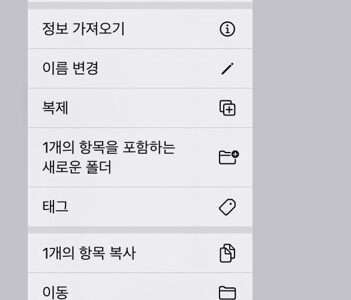 정보 가져오기
이름 변경
복제
1개의 항목을 포함하는
새로운 폴더
태그
1개의 항목 복사
이동